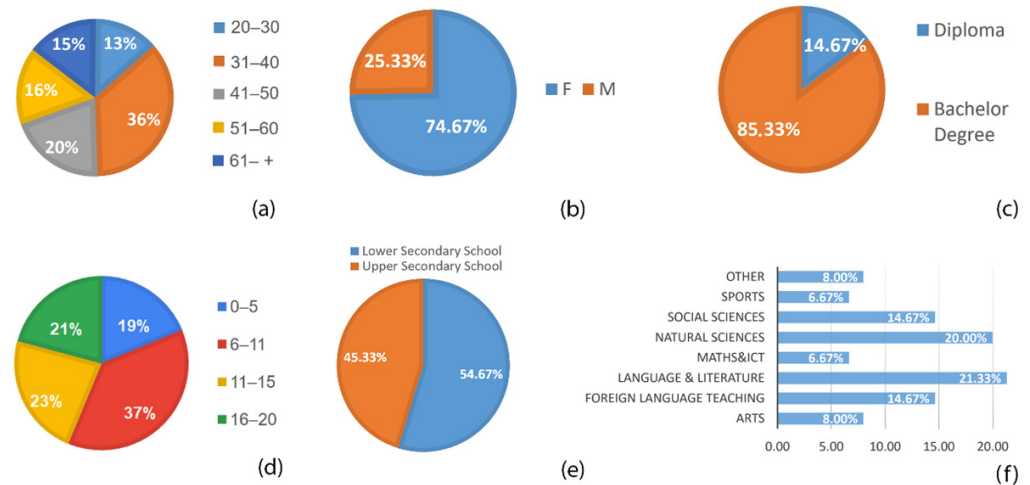 15%
13%
16%
36%
20%
20–30
31–40
41–50
51–60
61– +
(a)
25.33%
74.67%
F M
(b)
14.67%
85.33%
Diploma
Bachelor
Degree
(c)
21%
19%
23%
37%
0–5
6–11
11–15
16–20
(d)
Lower Secondary School
Upper Secondary School
45.33%
54.67%
(e)
OTHER 8.00%
SPORTS 6.67%
SOCIAL SCIENCES 14.67%
NATURAL SCIENCES 20.00%
MATHS&ICT 6.67%
LANGUAGE & LITERATURE 21.33%
FOREIGN LANGUAGE TEACHING 14.67%
ARTS 8.00%
0.00 5.00 10.00 15.00 20.00
(f)